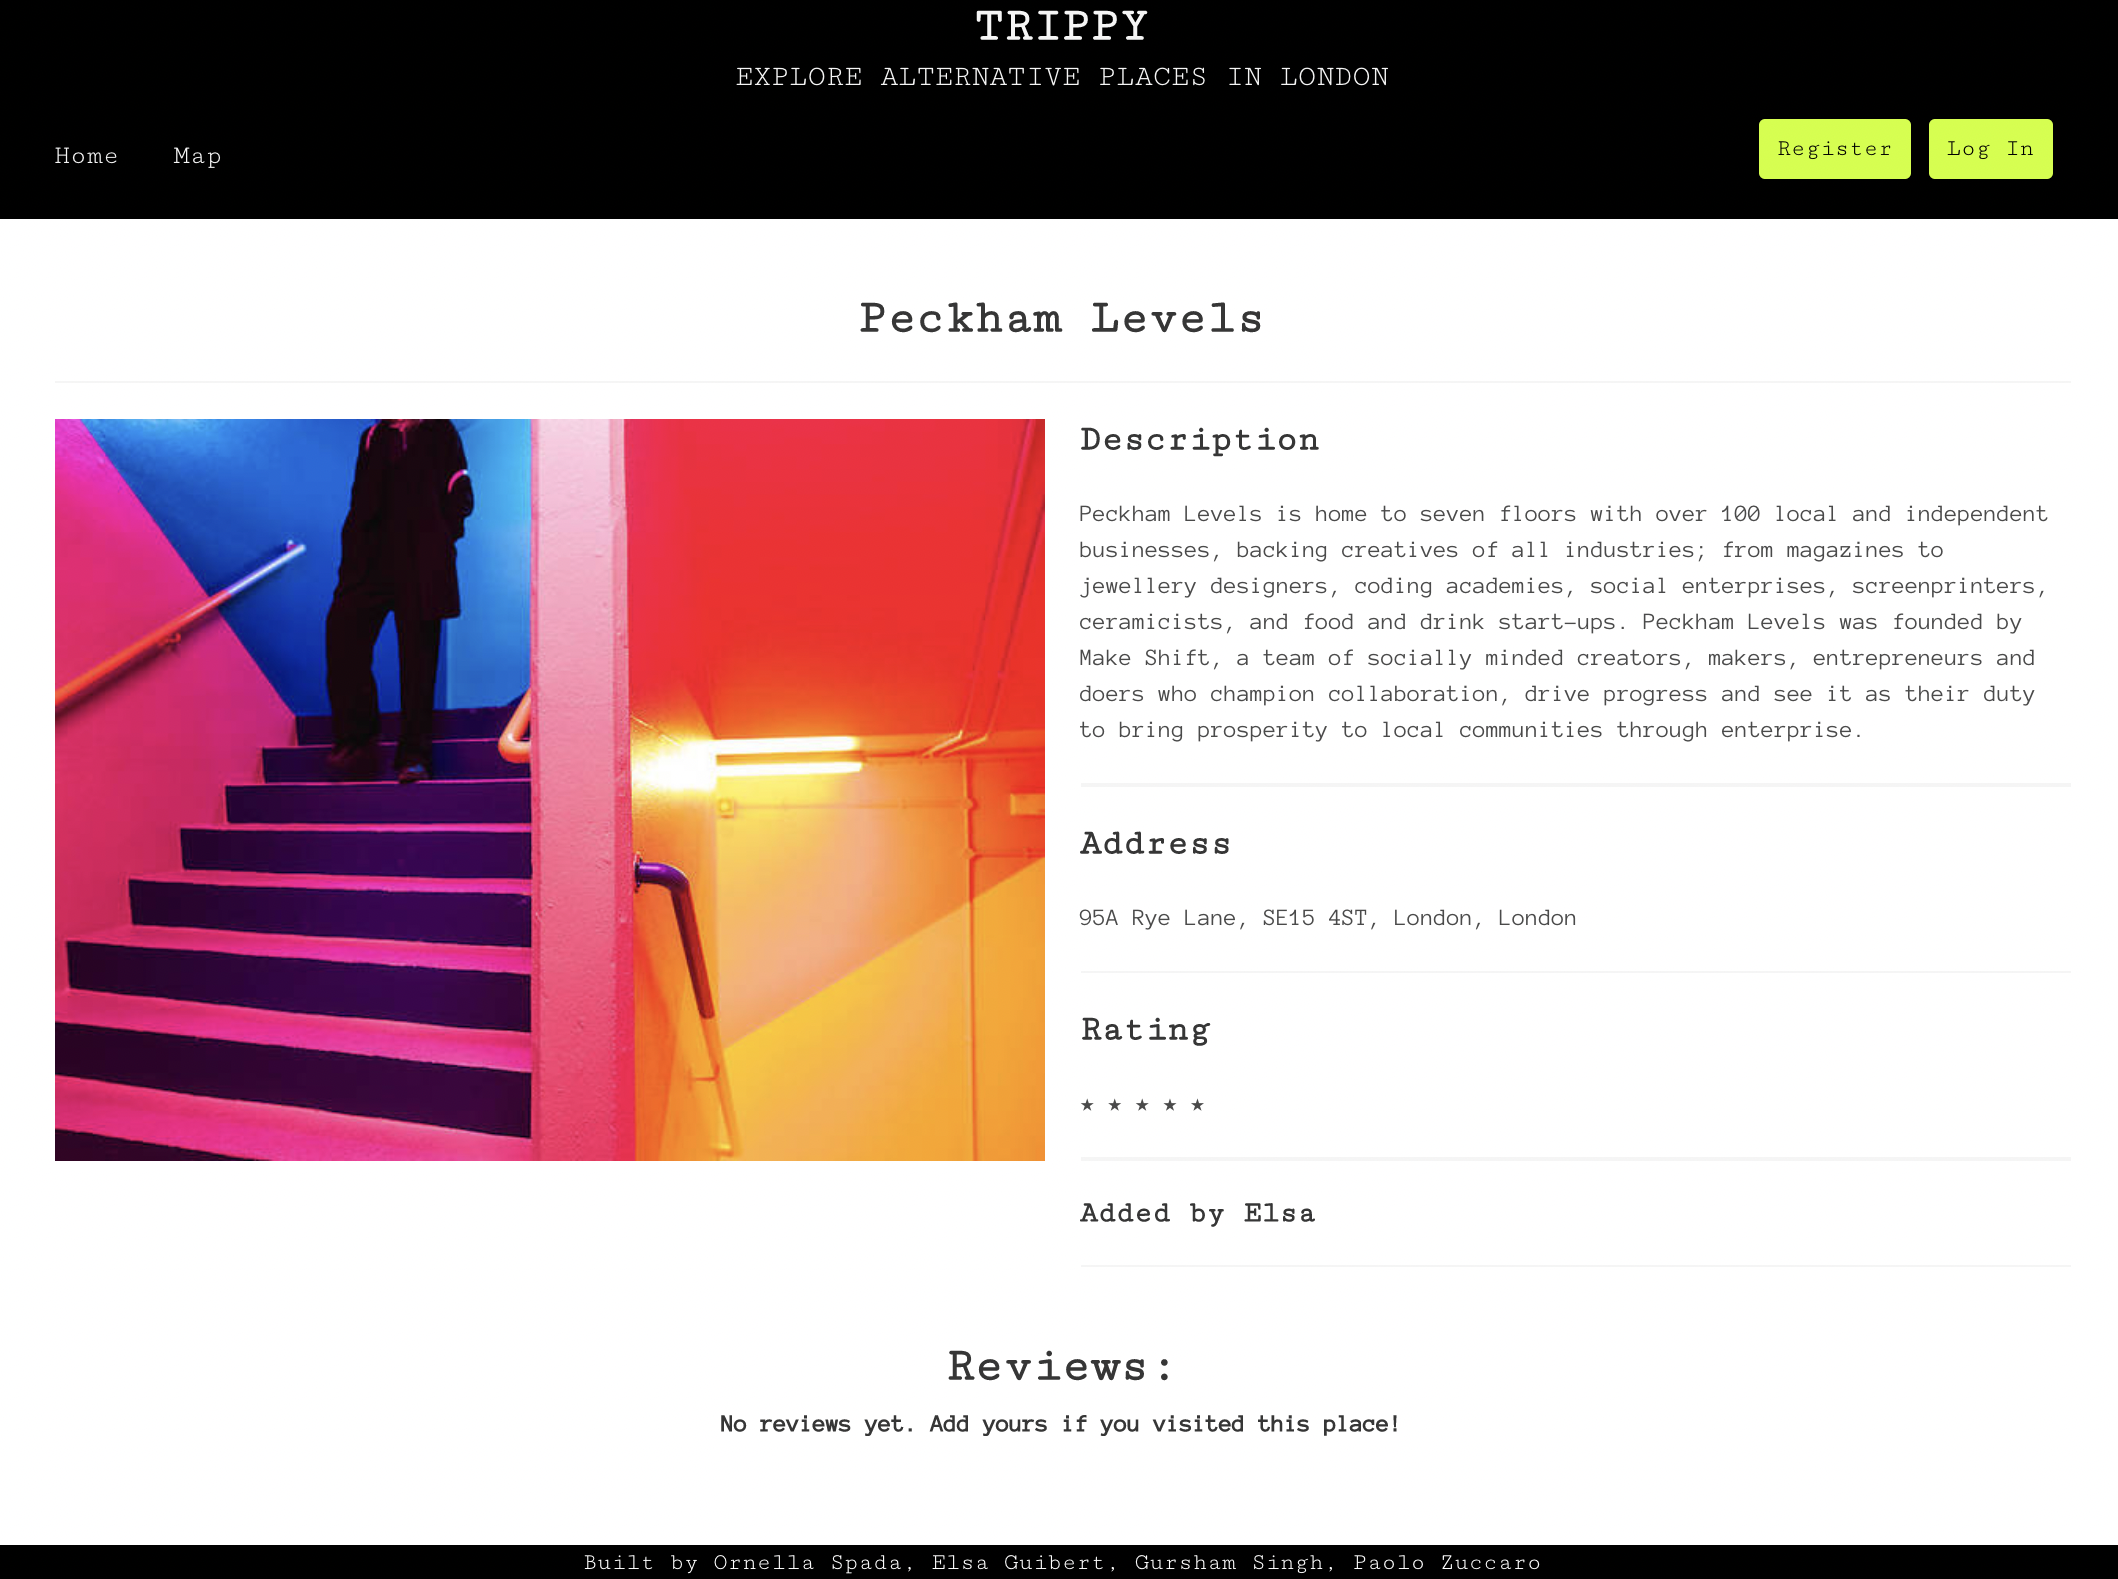 TRIPPY
EXPLORE ALTERNATIVE PLACES IN LONDON
Home Map Register Log In
Peckham Levels
Description
Peckham Levels is home to seven floors with over 100 local and independent
businesses, backing creatives of all industries; from magazines to
jewellery designers, coding academies, social enterprises, screenprinters,
ceramicists, and food and drink start-ups. Peckham Levels was founded by
Make Shift, a team of socially minded creators, makers, entrepreneurs and
doers who champion collaboration, drive progress and see it as their duty
to bring prosperity to local communities through enterprise.
Address
95A Rye Lane, SE15 4ST, London, London
Rating
★ ★ ★ ★ ★
Added by Elsa
Reviews:
No reviews yet. Add yours if you visited this place!
Built by Ornella Spada, Elsa Guibert, Gursham Singh, Paolo Zuccaro